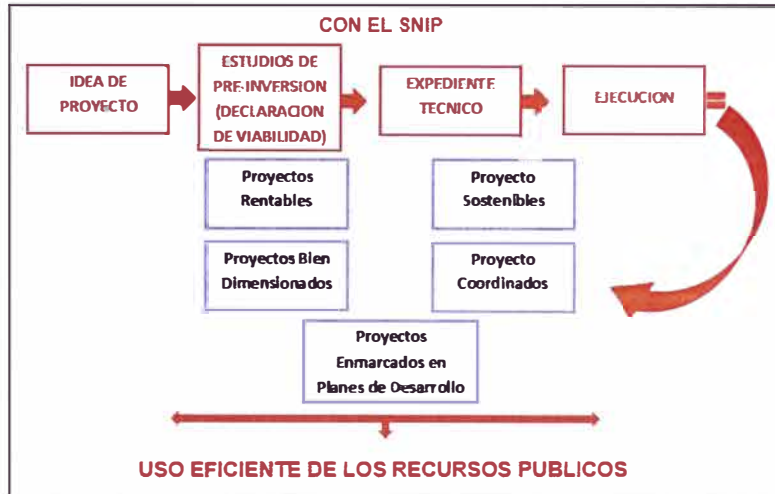 CON EL SNIP
IDEA DE
PROYECTO
ESTUDIOS DE
PRE-INVERSION
(DECLARACION
DE VIABILIDAD)
EXPEDIENTE
TECNICO
EJECUCION
Proyectos
Rentables
Proyecto
Sostenibles
Proyectos Bien
Dimensionados
Proyecto
Coordinados
Proyectos
Enmarcados en
Planes de Desarrollo
USO EFICIENTE DE LOS RECURSOS PUBLICOS